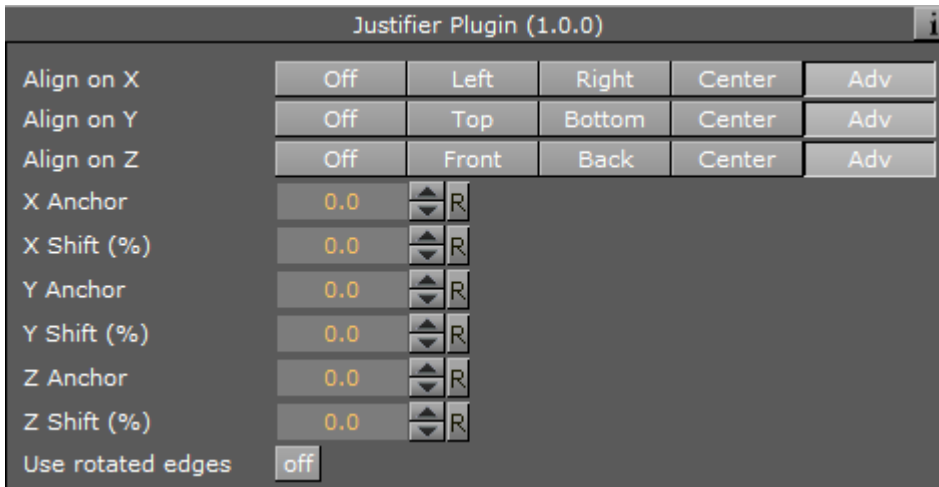 Justifier Plugin (1.0.0) i
Align on X Off Left Right Center Adv
Align on Y Off Top Bottom Center Adv
Align on Z Off Front Back Center Adv
X Anchor 0.0 R
X Shift (%) 0.0 R
Y Anchor 0.0 R
Y Shift (%) 0.0 R
Z Anchor 0.0 R
Z Shift (%) 0.0 R
Use rotated edges off